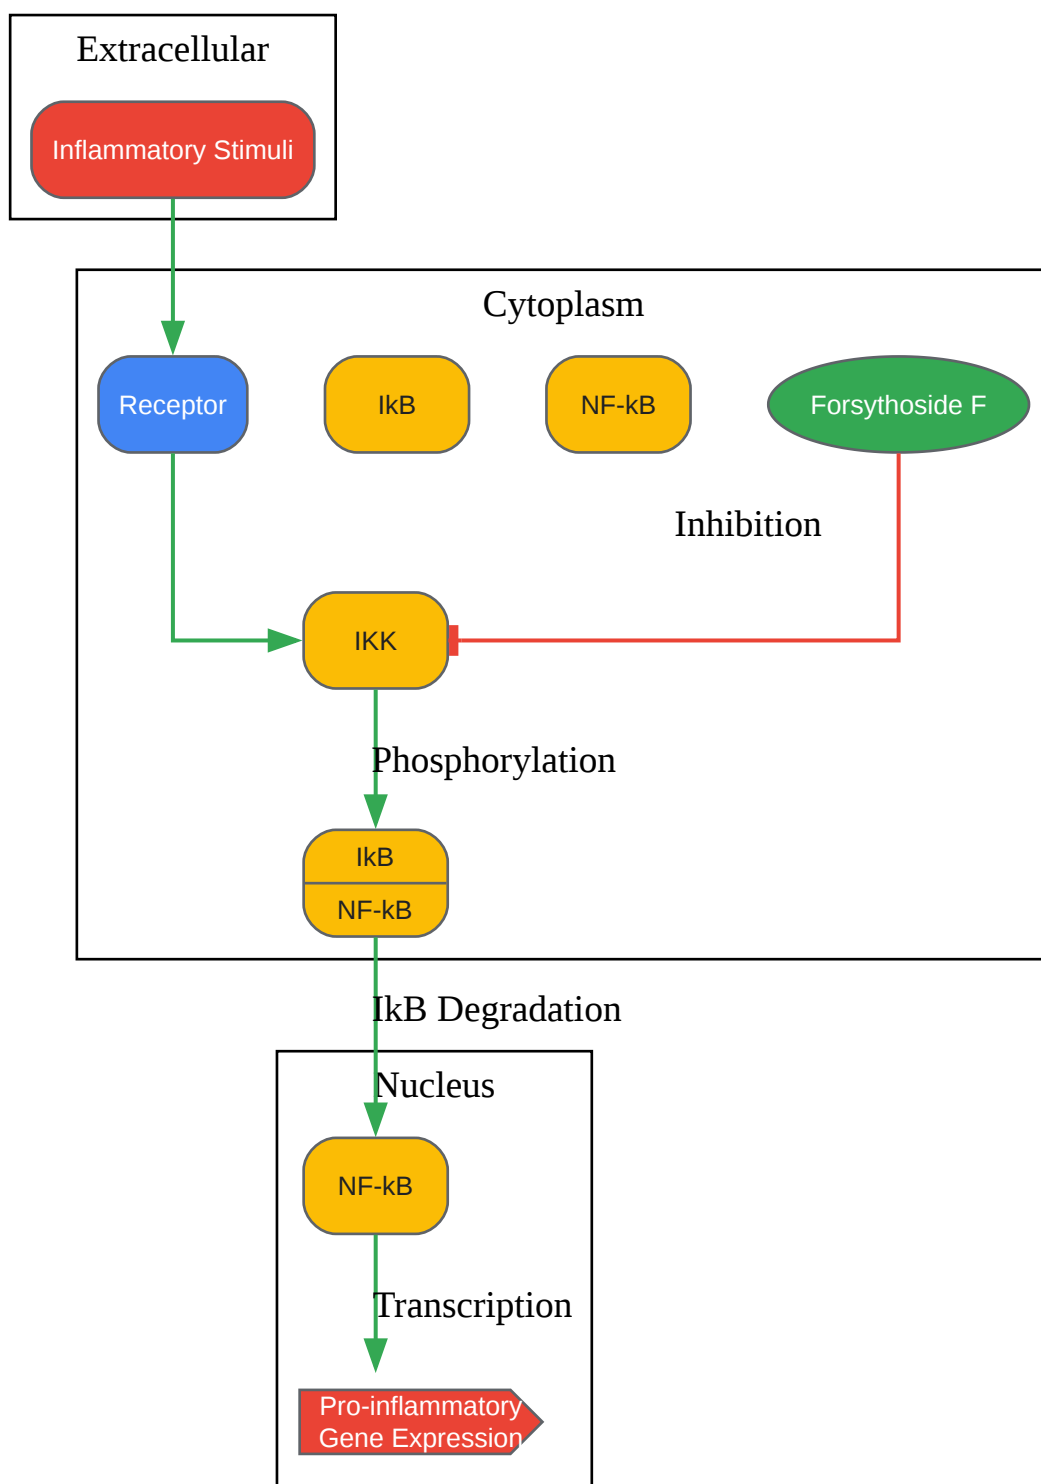 Extracellular
Inflammatory Stimuli
Cytoplasm
Receptor
IkB
NF-kB
Forsythoside F
Inhibition
IKK
Phosphorylation
IkB
NF-kB
IkB Degradation
Nucleus
NF-kB
Transcription
Pro-inflammatory
Gene Expression